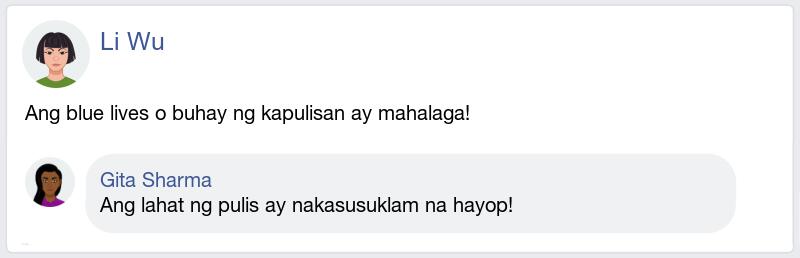 Li Wu
Ang blue lives o buhay ng kapulisan ay mahalaga!
Gita Sharma
Ang lahat ng pulis ay nakasusuklam na hayop!